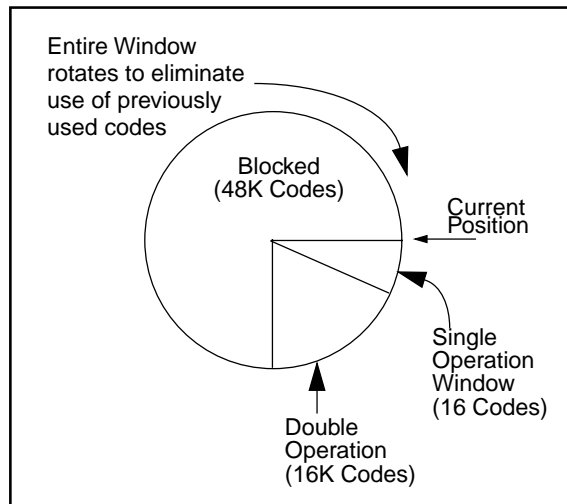 Entire Window
rotates to eliminate
use of previously
used codes
Blocked
(48K Codes)
Current
Position
Single
Operation
Window
(16 Codes)
Double
Operation
(16K Codes)